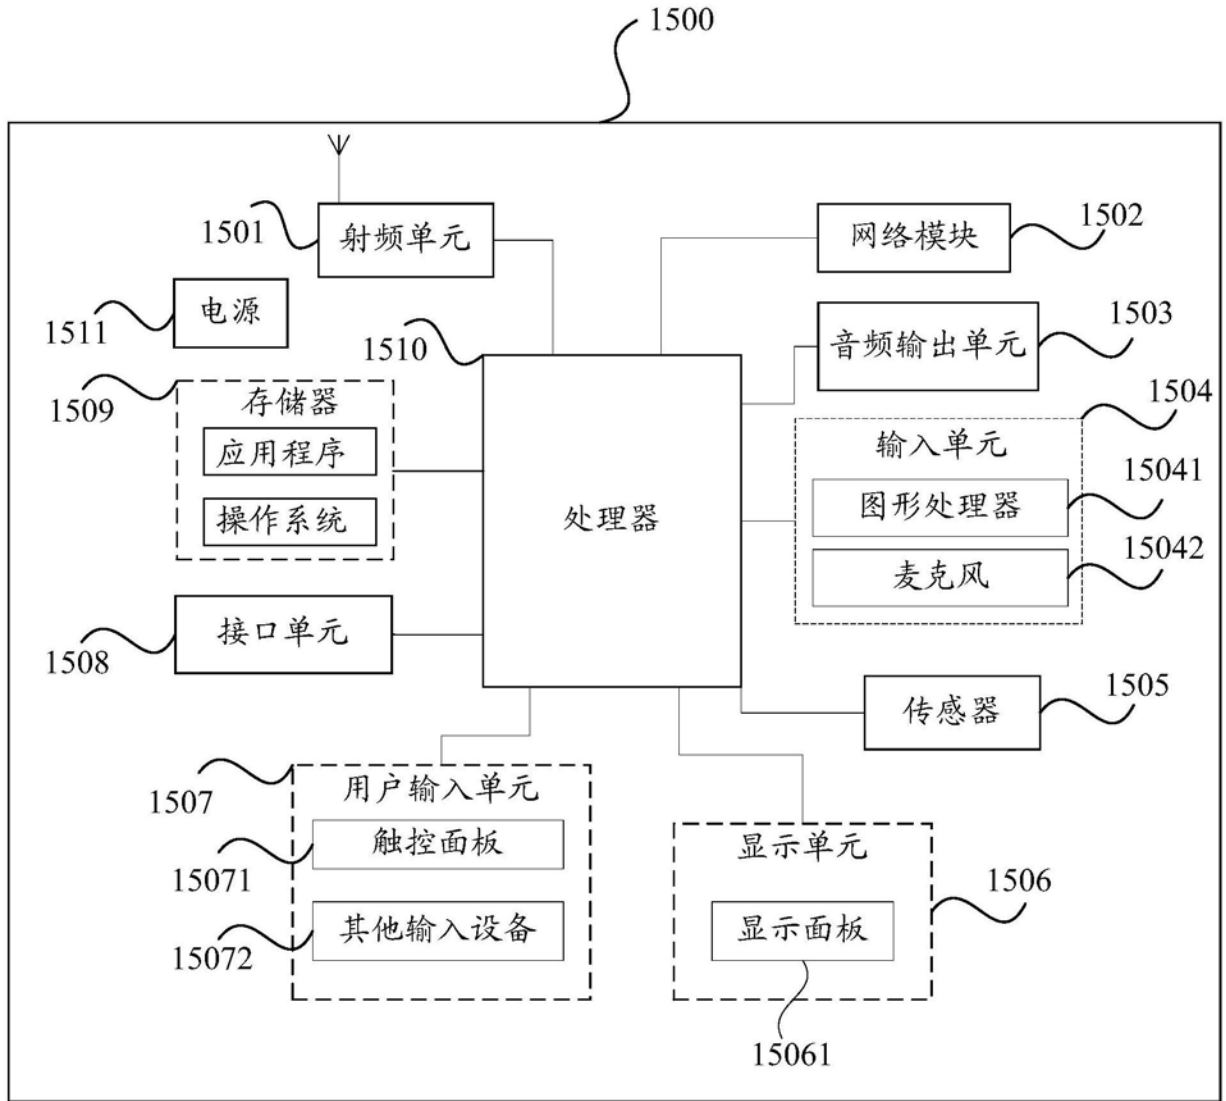 1500
1501
射频单元
网络模块
1502
1511
电源
1510
音频输出单元
1503
1509
存储器
应用程序
操作系统
处理器
1504
输入单元
图形处理器
15041
麦克风
15042
1508
接口单元
传感器
1505
1507
用户输入单元
触控面板
15071
其他输入设备
15072
显示单元
1506
显示面板
15061